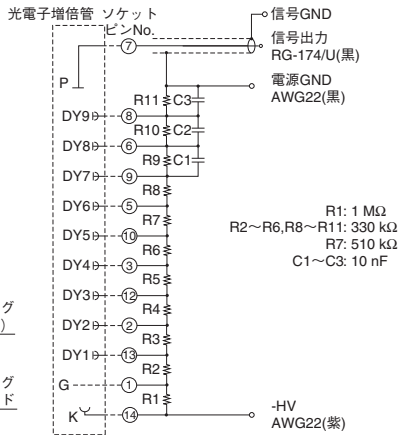 光電子増倍管 ソケット
ピンNo.
信号GND
信号出力
RG-174/U(黒)
電源GND
AWG22(黒)
P
7
R11 C3
DY9 8
R10 C2
DY8 6
R9 C1
DY7 9
R8
DY6 5
R7
DY5 10
R6
DY4 3
R5
DY3 12
R4
DY2 2
R3
DY1 13
R2
G 1
R1
K 14
R1: 1 MΩ
R2～R6,R8～R11: 330 kΩ
R7: 510 kΩ
C1～C3: 10 nF
-HV
AWG22(紫)
グ
)
グ
ド